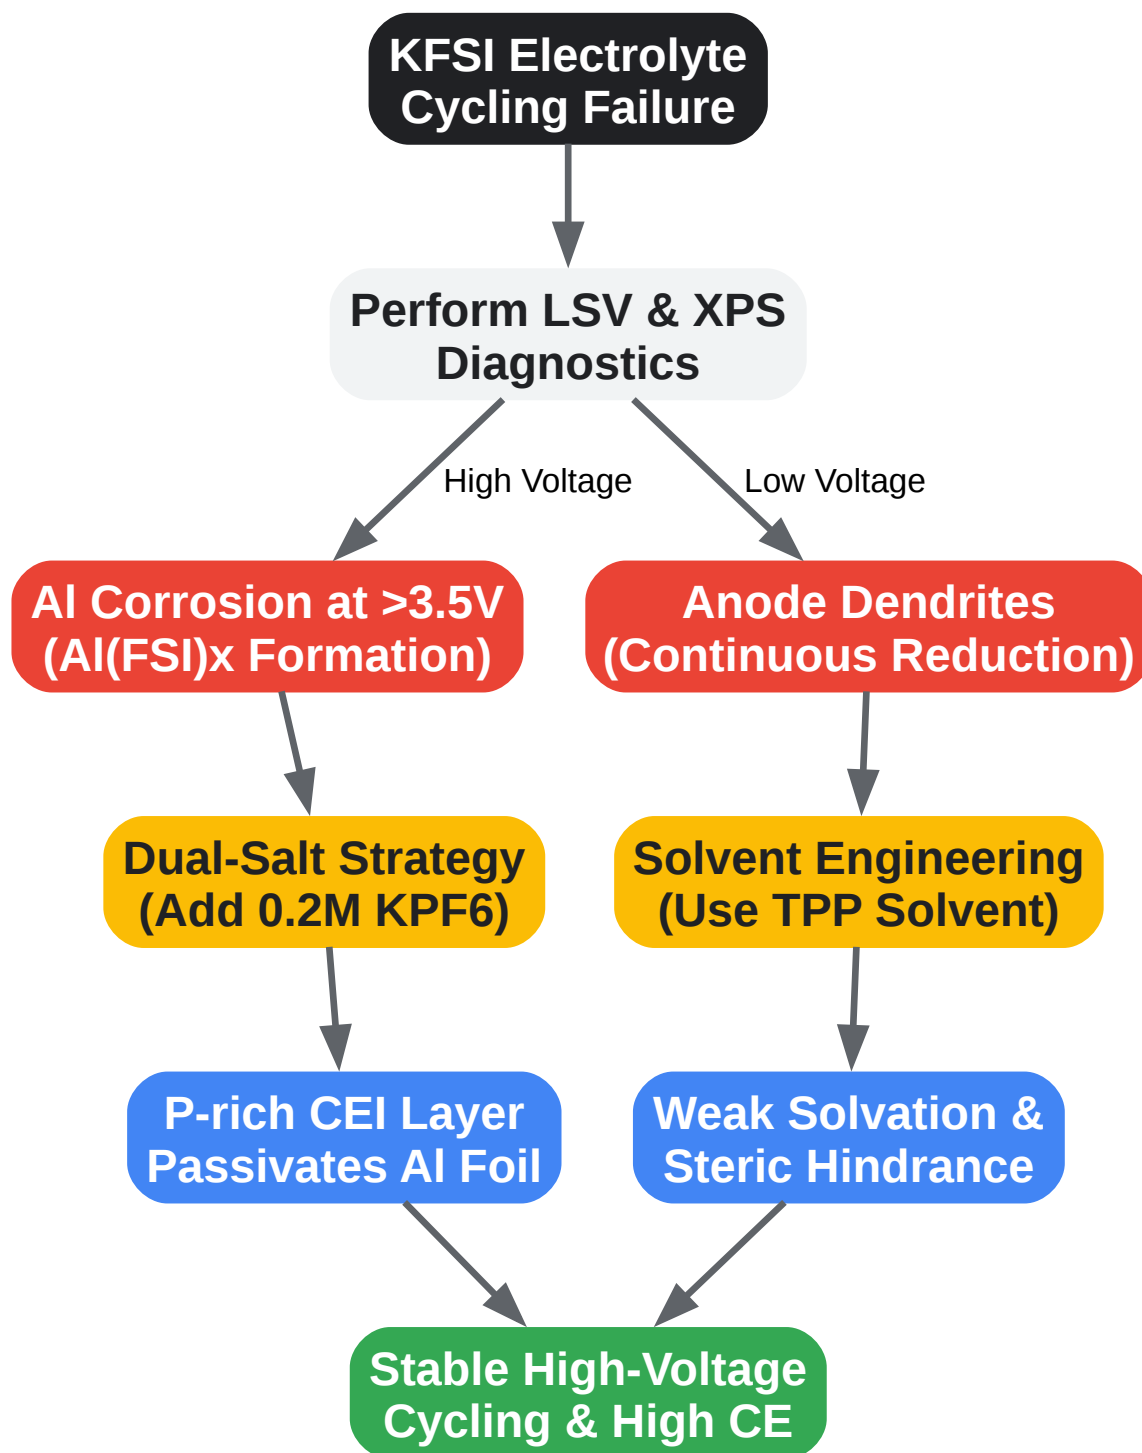 KFSI Electrolyte
Cycling Failure
Perform LSV & XPS
Diagnostics
High Voltage
Low Voltage
Al Corrosion at >3.5V
(Al(FSI)x Formation)
Anode Dendrites
(Continuous Reduction)
Dual-Salt Strategy
(Add 0.2M KPF6)
Solvent Engineering
(Use TPP Solvent)
P-rich CEI Layer
Passivates Al Foil
Weak Solvation &
Steric Hindrance
Stable High-Voltage
Cycling & High CE